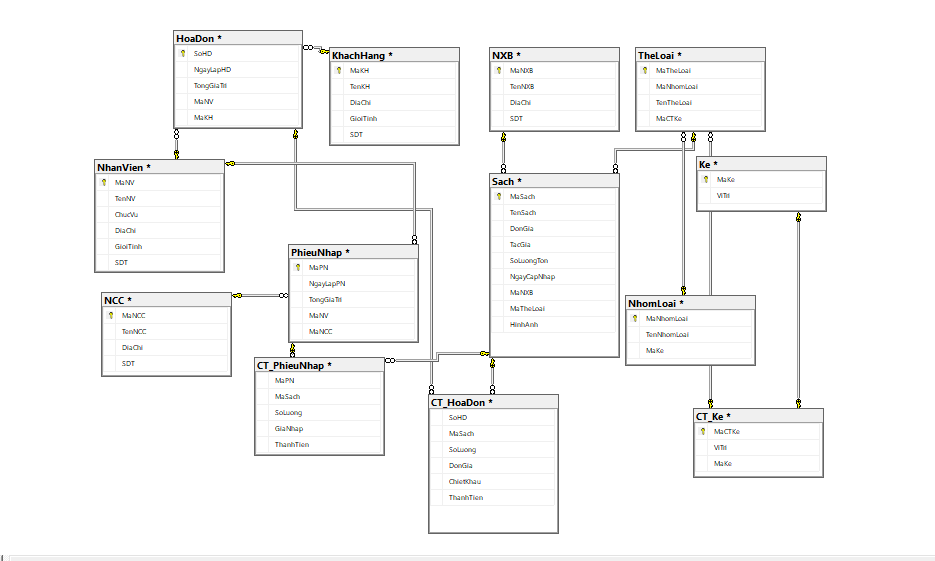 HoaDon *
SoHD
NgayLapHD
TongGiaTri
MaNV
MaKH
KhachHang *
MaKH
TenKH
DiaChi
GioiTinh
SDT
NXB *
MaNXB
TenNXB
DiaChi
SDT
TheLoai *
MaTheLoai
MaNhomLoai
TenTheLoai
MaCTKe
NhanVien *
MaNV
TenNV
ChucVu
DiaChi
GioiTinh
SDT
Ke *
MaKe
ViTri
Sach *
MaSach
TenSach
DonGia
TacGia
SoLuongTon
NgayCapNhap
MaNXB
MaTheLoai
HinhAnh
PhieuNhap *
MaPN
NgayLapPN
TongGiaTri
MaNV
MaNCC
NCC *
MaNCC
TenNCC
DiaChi
SDT
NhomLoai *
MaNhomLoai
TenNhomLoai
MaKe
CT_PhieuNhap *
MaPN
MaSach
SoLuong
GiaNhap
ThanhTien
CT_HoaDon *
SoHD
MaSach
SoLuong
DonGia
ChietKhau
ThanhTien
CT_Ke *
MaCTKe
ViTri
MaKe